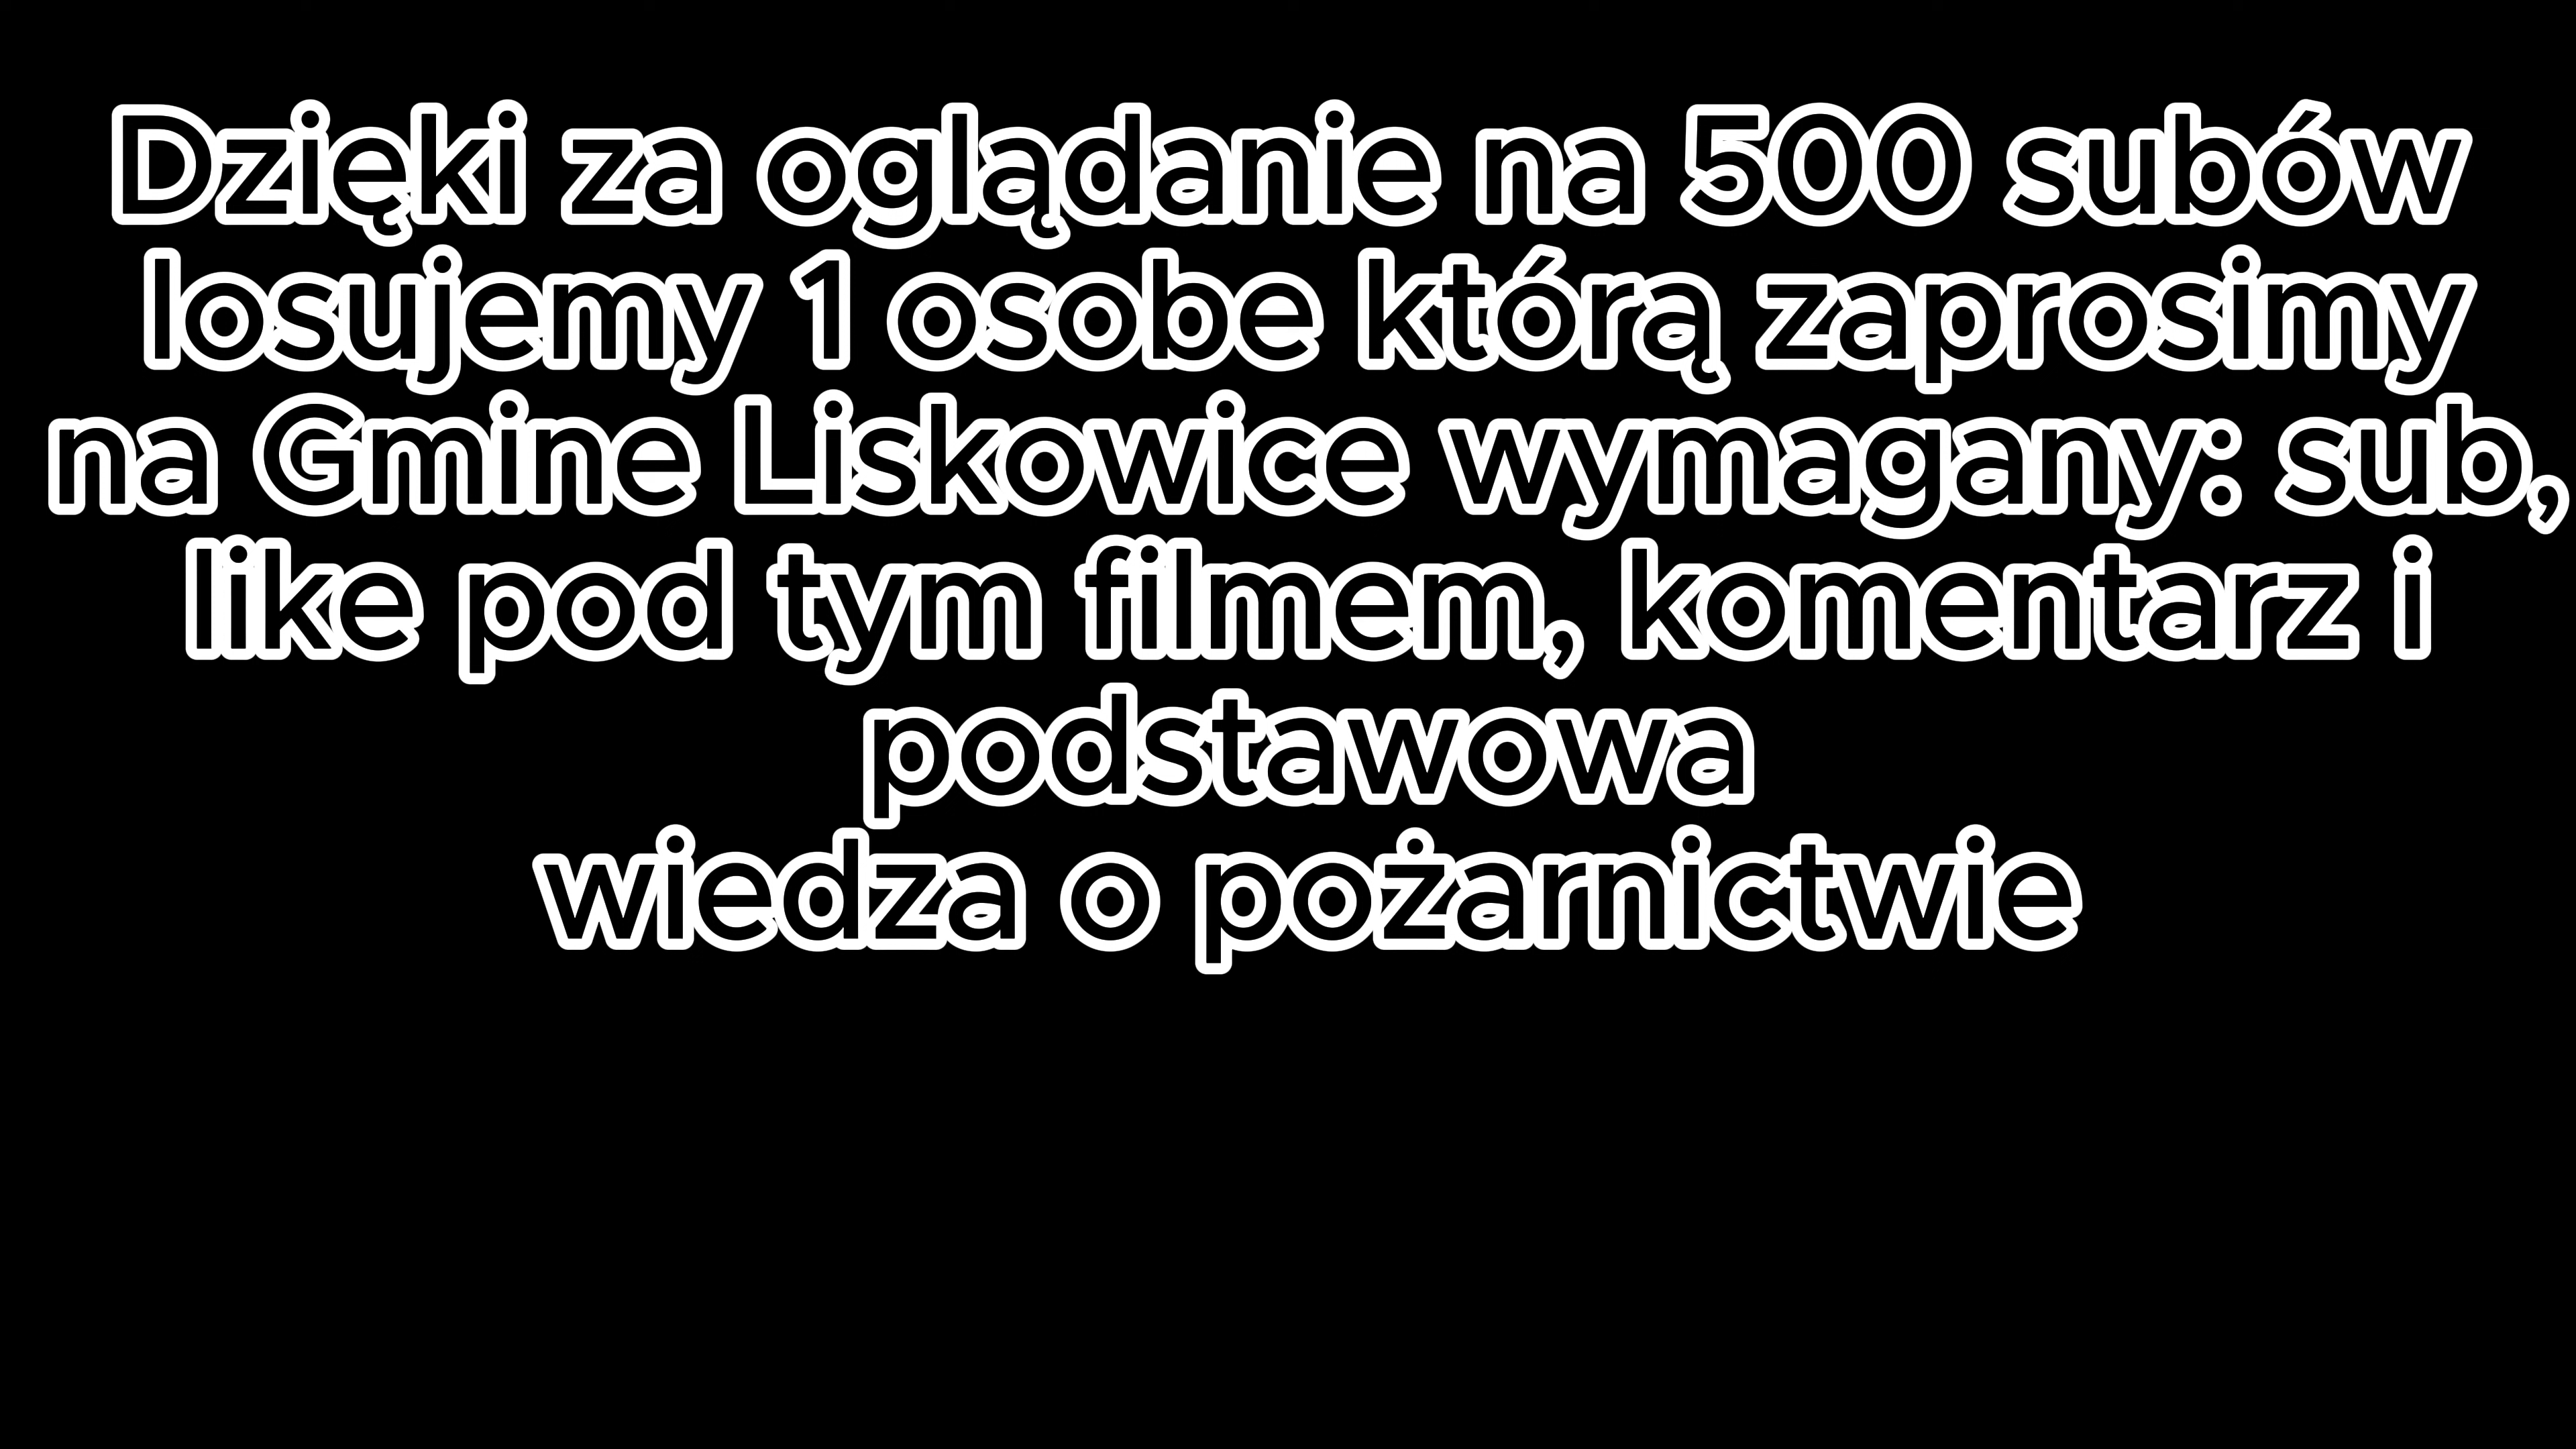 Dzięki za oglądanie na 500 subów
losujemy 1 osobe którą zaprosimy
na Gmine Liskowice wymagany: sub,
like pod tym filmem, komentarz i
podstawowa
wiedza o pożarnictwie